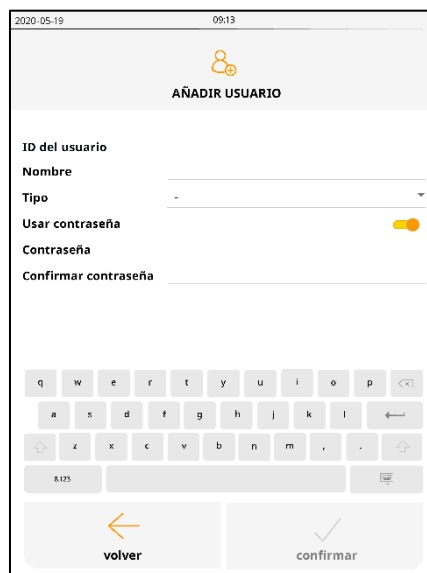 2020-05-19 09:13
AÑADIR USUARIO
ID del usuario
Nombre
Tipo -
Usar contraseña
Contraseña
Confirmar contraseña
q w e r t y u i o p
a s d f g h j k l
z x c v b n m , .
&123
volver confirmar